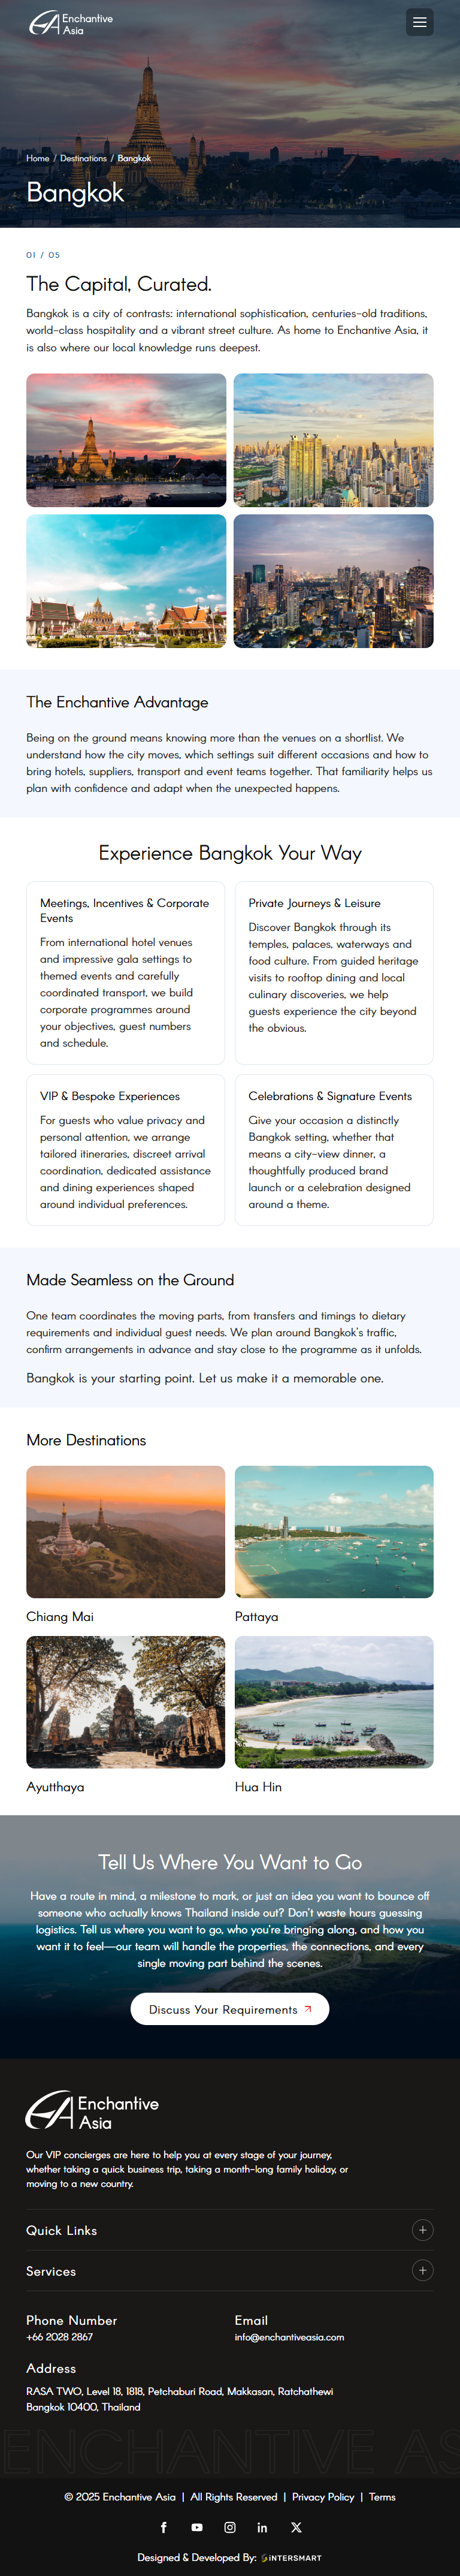 Enchantive
Asia
Home / Destinations / Bangkok
Bangkok
01 / 05
The Capital, Curated.
Bangkok is a city of contrasts: international sophistication, centuries-old traditions,
world-class hospitality and a vibrant street culture. As home to Enchantive Asia, it
is also where our local knowledge runs deepest.
The Enchantive Advantage
Being on the ground means knowing more than the venues on a shortlist. We
understand how the city moves, which settings suit different occasions and how to
bring hotels, suppliers, transport and event teams together. That familiarity helps us
plan with confidence and adapt when the unexpected happens.
Experience Bangkok Your Way
Meetings, Incentives & Corporate
Events
From international hotel venues
and impressive gala settings to
themed events and carefully
coordinated transport, we build
corporate programmes around
your objectives, guest numbers
and schedule.
Private Journeys & Leisure
Discover Bangkok through its
temples, palaces, waterways and
food culture. From guided heritage
visits to rooftop dining and local
culinary discoveries, we help
guests experience the city beyond
the obvious.
VIP & Bespoke Experiences
For guests who value privacy and
personal attention, we arrange
tailored itineraries, discreet arrival
coordination, dedicated assistance
and dining experiences shaped
around individual preferences.
Celebrations & Signature Events
Give your occasion a distinctly
Bangkok setting, whether that
means a city-view dinner, a
thoughtfully produced brand
launch or a celebration designed
around a theme.
Made Seamless on the Ground
One team coordinates the moving parts, from transfers and timings to dietary
requirements and individual guest needs. We plan around Bangkok's traffic,
confirm arrangements in advance and stay close to the programme as it unfolds.
Bangkok is your starting point. Let us make it a memorable one.
More Destinations
Chiang Mai
Pattaya
Ayutthaya
Hua Hin
Tell Us Where You Want to Go
Have a route in mind, a milestone to mark, or just an idea you want to bounce off
someone who actually knows Thailand inside out? Don't waste hours guessing
logistics. Tell us where you want to go, who you're bringing along, and how you
want it to feel—our team will handle the properties, the connections, and every
single moving part behind the scenes.
Discuss Your Requirements
Enchantive
Asia
Our VIP concierges are here to help you at every stage of your journey,
whether taking a quick business trip, taking a month-long family holiday, or
moving to a new country.
Quick Links
Services
Phone Number
+66 2028 2867
Email
info@enchantiveasia.com
Address
RASA TWO, Level 18, 1818, Petchaburi Road, Makkasan, Ratchathewi
Bangkok 10400, Thailand
ENCHANTIVE AS
© 2025 Enchantive Asia | All Rights Reserved | Privacy Policy | Terms
Designed & Developed By: iNTERSMART